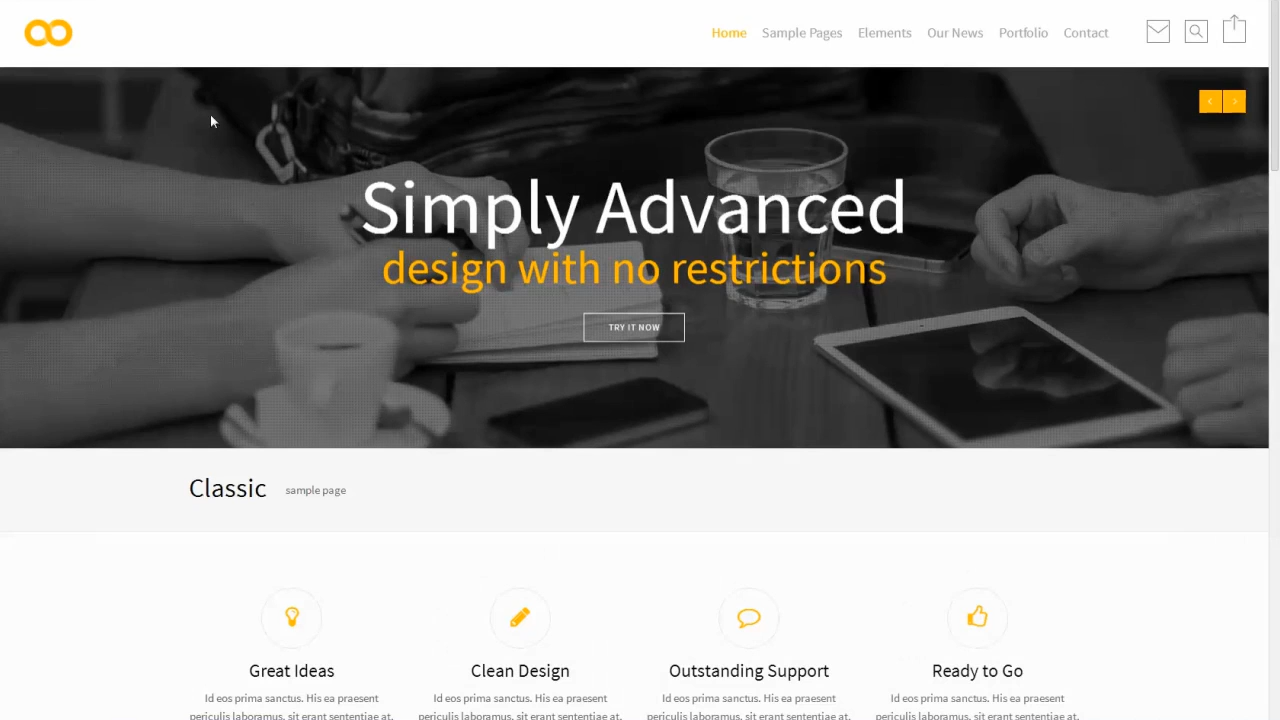 Home Sample Pages Elements Our News Portfolio Contact
Simply Advanced
design with no restrictions
TRY IT NOW
Classic sample page
Great Ideas Clean Design Outstanding Support Ready to Go
Id eos prima sanctus. His ea praesent Id eos prima sanctus. His ea praesent Id eos prima sanctus. His ea praesent Id eos prima sanctus. His ea praesent
periculis laboramus, sit erant sententiae at. periculis laboramus, sit erant sententiae at. periculis laboramus, sit erant sententiae at. periculis laboramus, sit erant sententiae at.